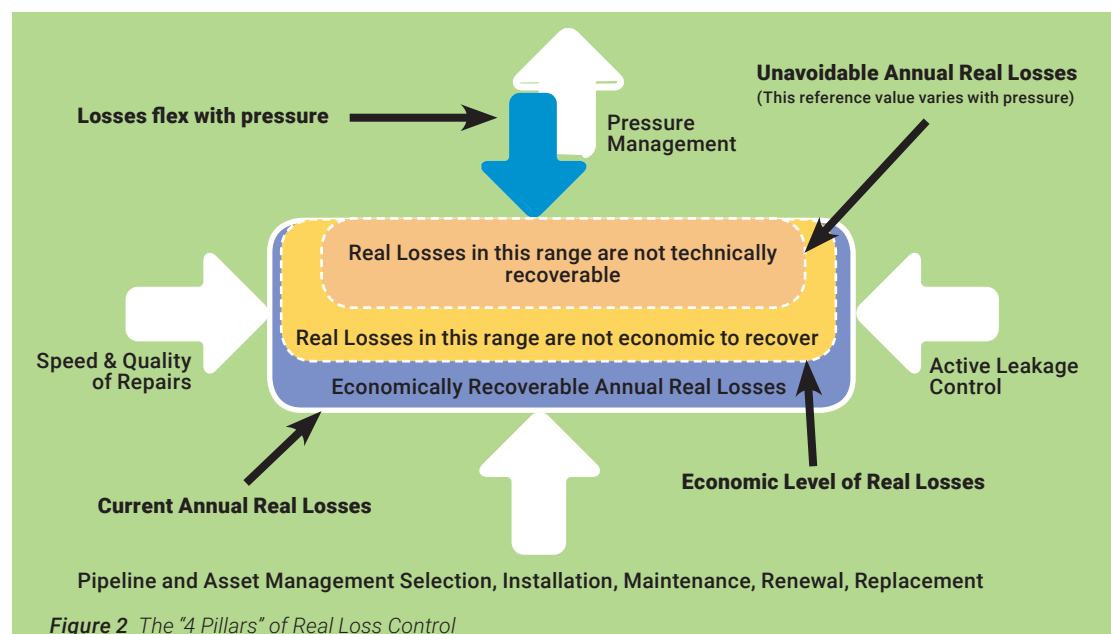 Unavoidable Annual Real Losses
(This reference value varies with pressure)
Losses flex with pressure
Pressure
Management
Real Losses in this range are not technically
recoverable
Real Losses in this range are not economic to recover
Speed & Quality
of Repairs
Economically Recoverable Annual Real Losses
Active Leakage
Control
Economic Level of Real Losses
Current Annual Real Losses
Pipeline and Asset Management Selection, Installation, Maintenance, Renewal, Replacement
Figure 2 The "4 Pillars" of Real Loss Control